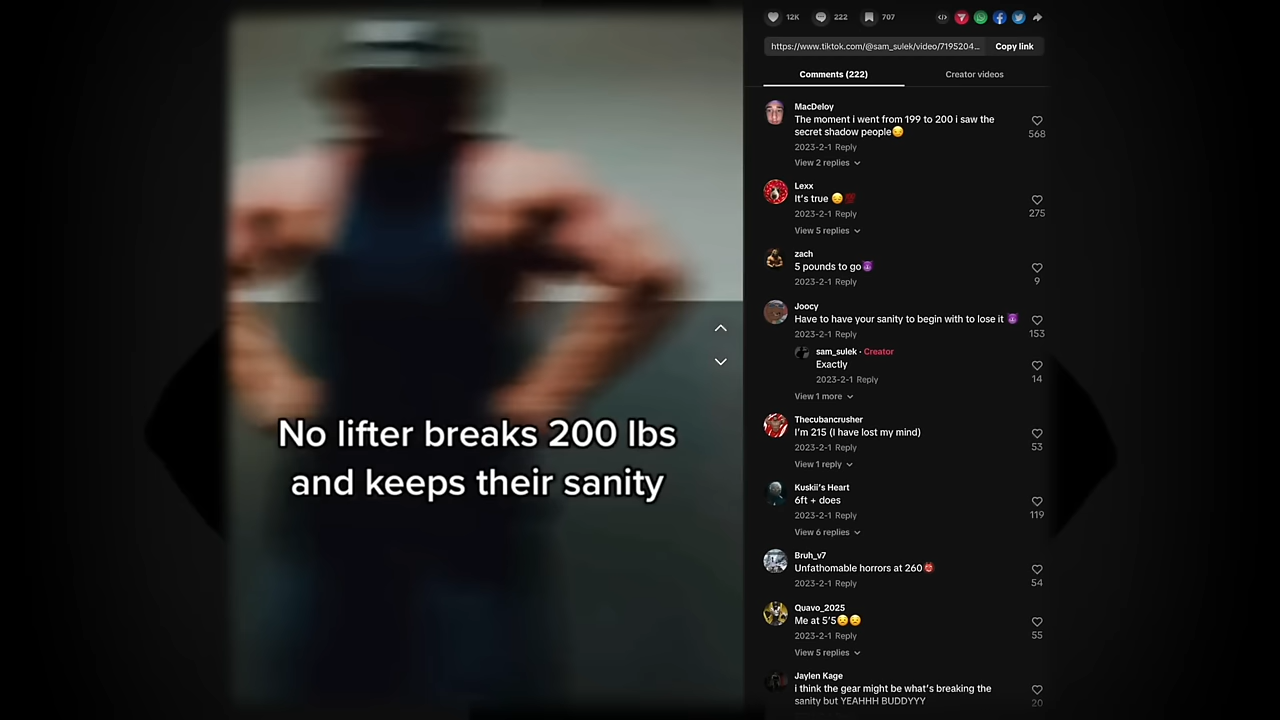 No lifter breaks 200 lbs
and keeps their sanity
12K
222
707
https://www.tiktok.com/@sam_sulek/video/7195204...
Copy link
Comments (222)
Creator videos
MacDeloy
The moment i went from 199 to 200 i saw the
secret shadow people😔
568
2023-2-1 Reply
View 2 replies
Lexx
It's true 😔💯
275
2023-2-1 Reply
View 5 replies
zach
5 pounds to go😈
9
2023-2-1 Reply
Joocy
Have to have your sanity to begin with to lose it 😈
153
2023-2-1 Reply
sam_sulek · Creator
Exactly
14
2023-2-1 Reply
View 1 more
Thecubancrusher
I'm 215 (I have lost my mind)
53
2023-2-1 Reply
View 1 reply
Kuskii's Heart
6ft + does
119
2023-2-1 Reply
View 6 replies
Bruh_v7
Unfathomable horrors at 260👹
54
2023-2-1 Reply
Quavo_2025
Me at 5'5😣😣
55
2023-2-1 Reply
View 5 replies
Jaylen Kage
i think the gear might be what's breaking the
sanity but YEAHHH BUDDYYY
20